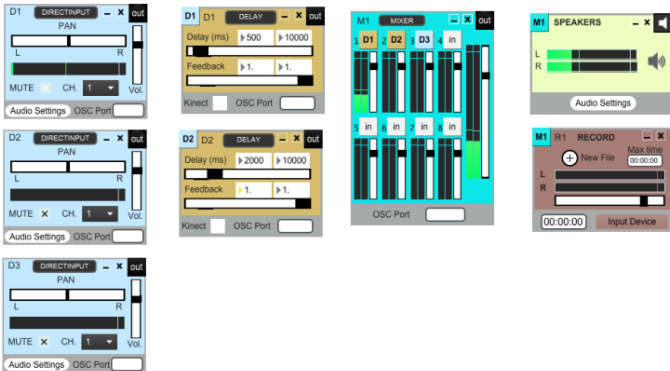 D1 DIRECTINPUT – x out
PAN
L R
MUTE x CH. 1 Vol.
Audio Settings OSC Port
D2 DIRECTINPUT – x out
PAN
L R
MUTE x CH. 1 Vol.
Audio Settings OSC Port
D3 DIRECTINPUT – x out
PAN
L R
MUTE x CH. 1 Vol.
Audio Settings OSC Port
D1 D1 DELAY – x out
Delay (ms) 500 10000
Feedback 1. 1.
Kinect OSC Port
D2 D2 DELAY – x out
Delay (ms) 2000 10000
Feedback 1. 1.
Kinect OSC Port
M1 MIXER – x out
1 D1 2 D2 3 D3 4 in
5 in 6 in 7 in 8 in
OSC Port
M1 SPEAKERS – x
L
R
Audio Settings
M1 R1 RECORD – x
Max time
New File 00:00:00
L
R
00:00:00 Input Device